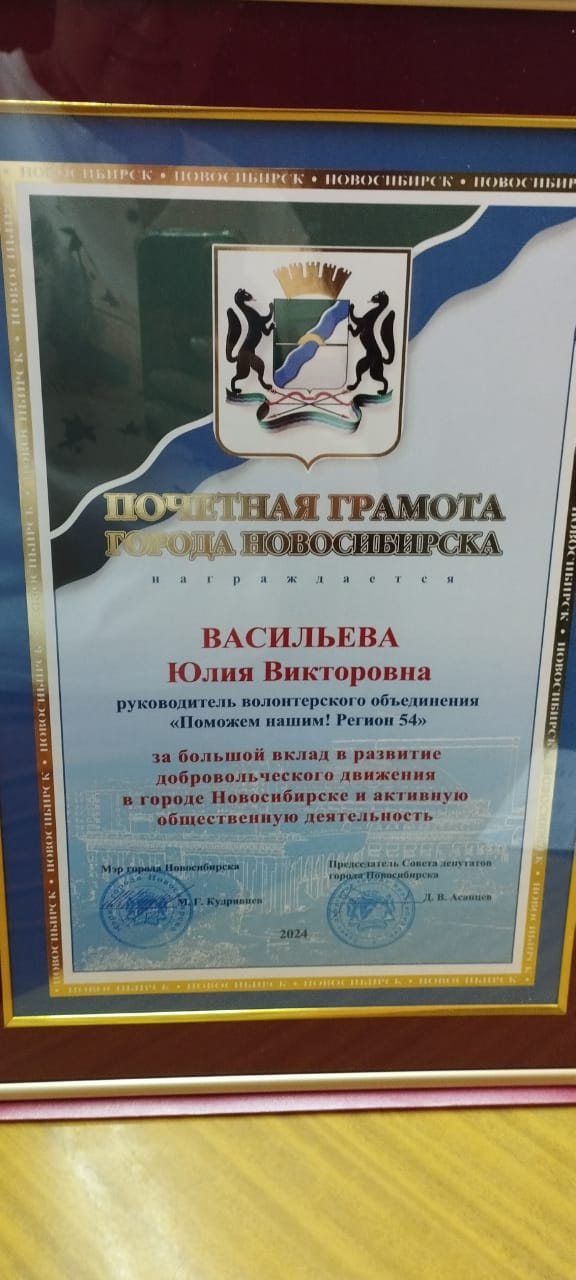 НОВОСИБИРСК • НОВОСИБИРСК • НОВОСИБИРСК • НОВОСИБИР
ПОЧЕТНАЯ ГРАМОТА
ГОРОДА НОВОСИБИРСКА
награждается
ВАСИЛЬЕВА
Юлия Викторовна
руководитель волонтерского объединения
«Поможем нашим! Регион 54»
за большой вклад в развитие
добровольческого движения
в городе Новосибирске и активную
общественную деятельность
Мэр города Новосибирска
М. Г. Кудрявцев
Председатель Совета депутатов
города Новосибирска
Д. В. Асанцев
2024